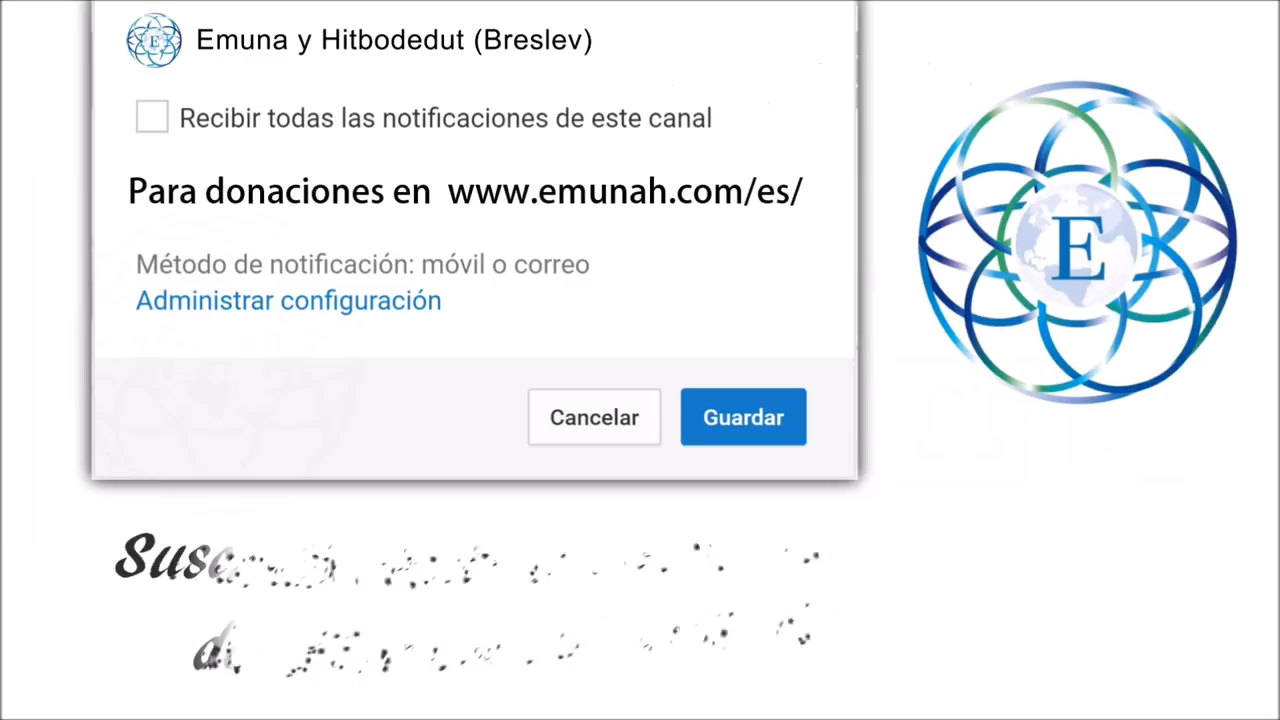 Emuna y Hitbodedut (Breslev)
Recibir todas las notificaciones de este canal
Para donaciones en www.emunah.com/es/
Método de notificación: móvil o correo
Administrar configuración
Cancelar
Guardar
E